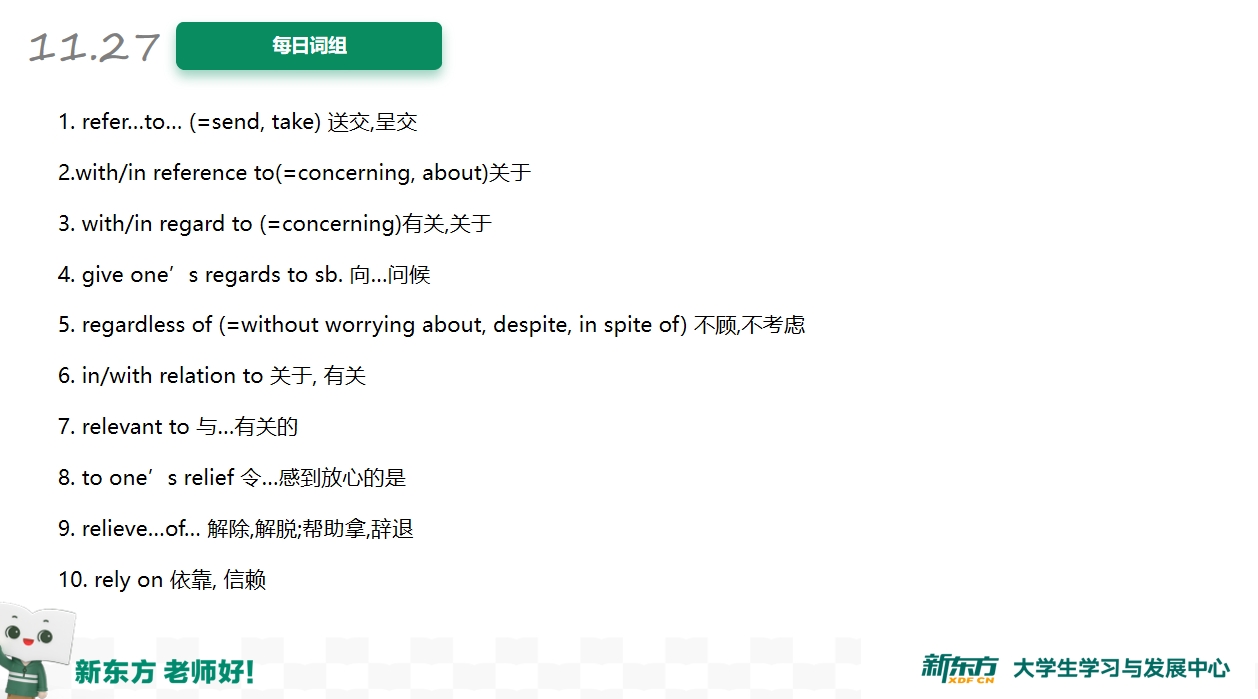 11.27
每日词组
1. refer...to... (=send, take) 送交,呈交
2.with/in reference to(=concerning, about)关于
3. with/in regard to (=concerning)有关,关于
4. give one’s regards to sb. 向...问候
5. regardless of (=without worrying about, despite, in spite of) 不顾,不考虑
6. in/with relation to 关于, 有关
7. relevant to 与...有关的
8. to one’s relief 令...感到放心的是
9. relieve...of... 解除,解脱;帮助拿,辞退
10. rely on 依靠, 信赖
新东方 老师好!
新东方 XDF.CN 大学生学习与发展中心